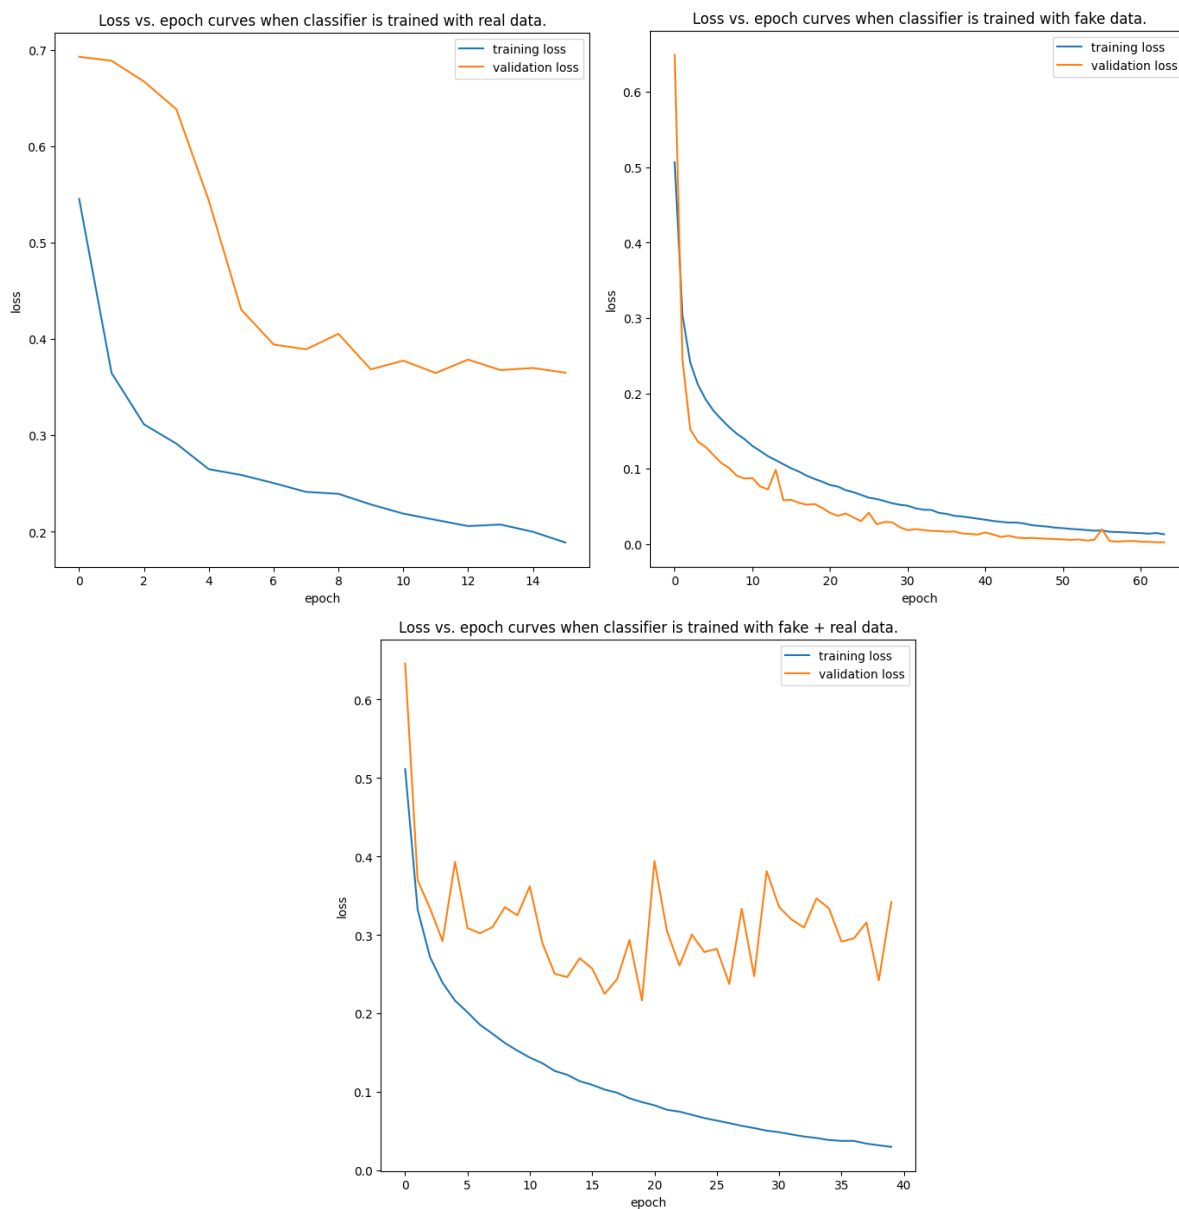 Loss vs. epoch curves when classifier is trained with real data.
training loss
validation loss
0.7
0.6
0.5
0.4
0.3
0.2
loss
0 2 4 6 8 10 12 14
epoch
Loss vs. epoch curves when classifier is trained with fake data.
training loss
validation loss
0.6
0.5
0.4
0.3
0.2
0.1
0.0
loss
0 10 20 30 40 50 60
epoch
Loss vs. epoch curves when classifier is trained with fake + real data.
training loss
validation loss
0.6
0.5
0.4
0.3
0.2
0.1
0.0
loss
0 5 10 15 20 25 30 35 40
epoch